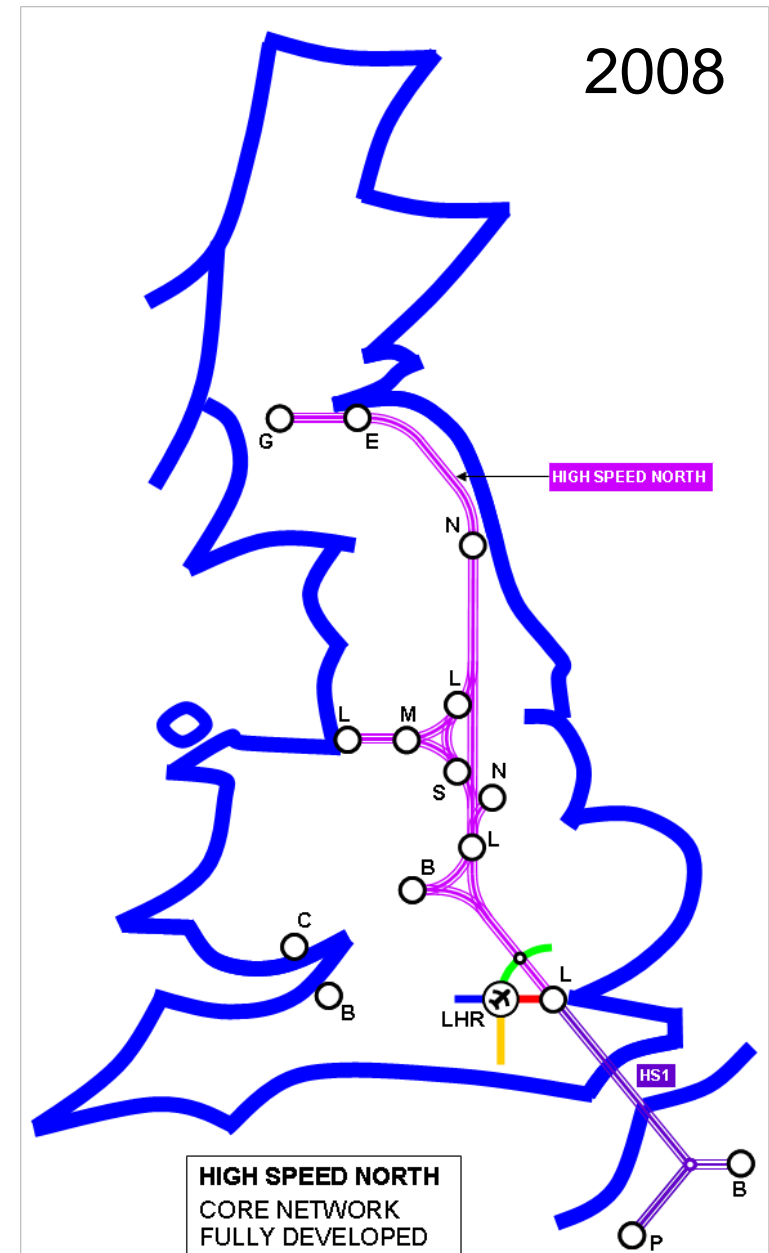 2008
G
E
HIGH SPEED NORTH
N
L
L
M
S
N
L
B
C
B
L
LHR
HS1
B
P
HIGH SPEED NORTH
CORE NETWORK
FULLY DEVELOPED